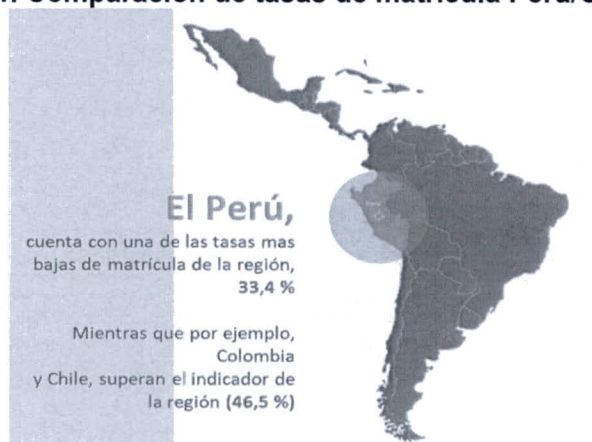 Comparación de tasas de matrícula Perú/
El Perú,
cuenta con una de las tasas mas
bajas de matrícula de la región,
33,4 %
Mientras que por ejemplo,
Colombia
y Chile, superan el indicador de
la región (46,5 %)